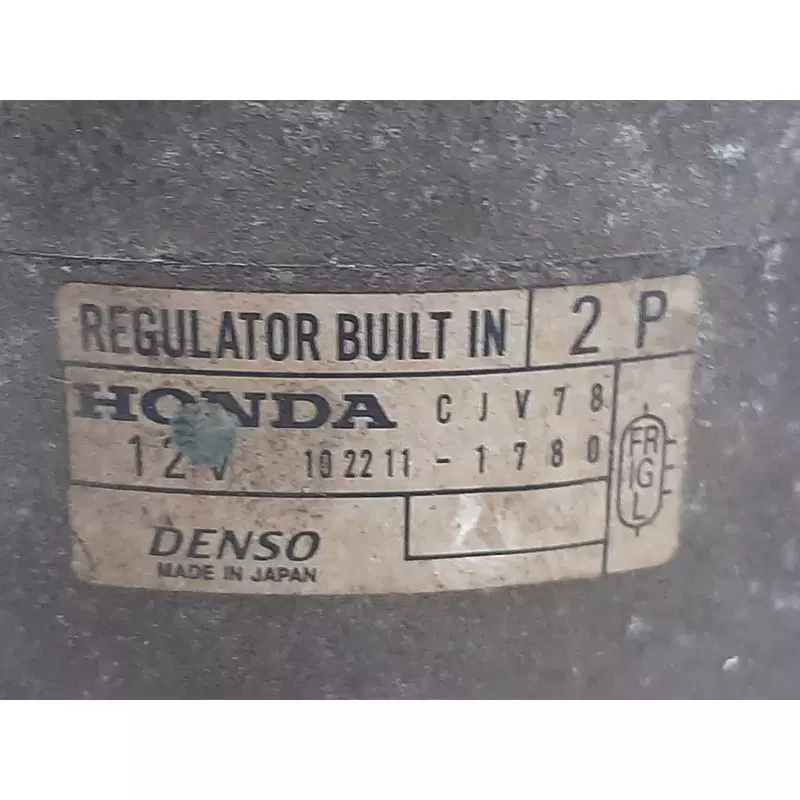 REGULATOR BUILT IN 2 P
HONDA CJV78
12V 102211-1780
FR
IG
L
DENSO
MADE IN JAPAN